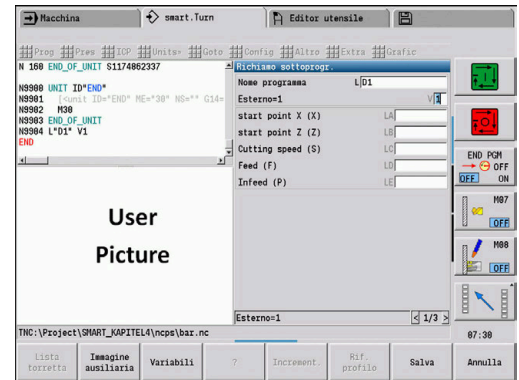 Macchina
smart.Turn
Editor utensile
Prog Pres ICP Units» Goto Config Altro Extra Grafic
N 160 END_OF_UNIT S1174862337
N9900 UNIT ID"END"
N9901 [<unit ID="END" ME="30" NS="" G14=
N9902 M30
N9903 END_OF_UNIT
N9904 L"D1" V1
END
Richiamo sottoprogr.
Nome programma L D1
Esterno=1 V 1
start point X (X) LA
start point Z (Z) LB
Cutting speed (S) LC
Feed (F) LD
Infeed (P) LE
User
Picture
Esterno=1
< 1/3 >
TNC:\Project\SMART_KAPITEL4\ncps\bar.nc
END PGM
OFF
OFF ON
M07
OFF
M08
OFF
07:30
Lista torretta
Immagine ausiliaria
Variabili
?
Increment.
Rif. profilo
Salva
Annulla